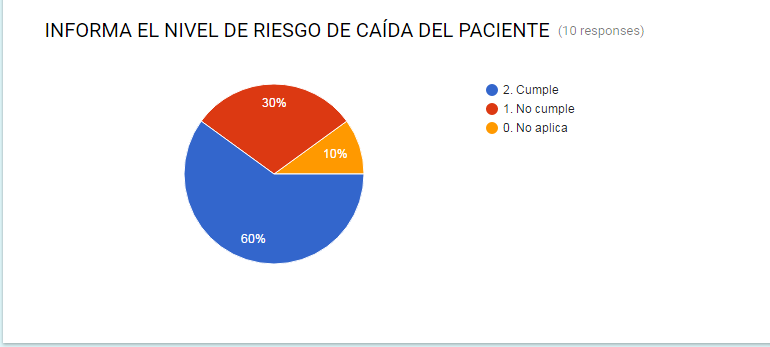 INFORMA EL NIVEL DE RIESGO DE CAÍDA DEL PACIENTE (10 responses)
2. Cumple
1. No cumple
0. No aplica
30%
10%
60%